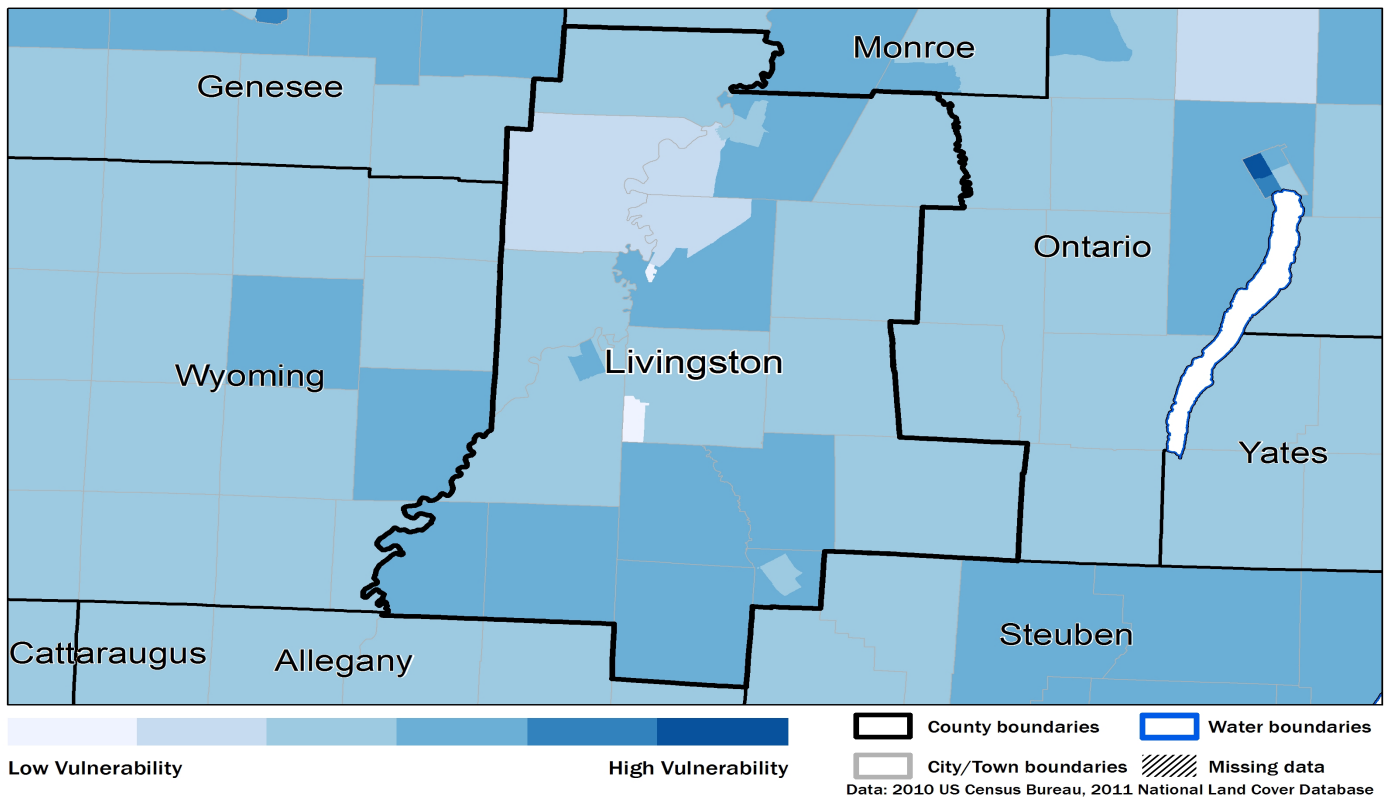 Monroe
Genesee
Ontario
Livingston
Wyoming
Yates
Steuben
Cattaraugus
Allegany
Low Vulnerability
High Vulnerability
County boundaries
Water boundaries
City/Town boundaries
Missing data
Data: 2010 US Census Bureau, 2011 National Land Cover Database